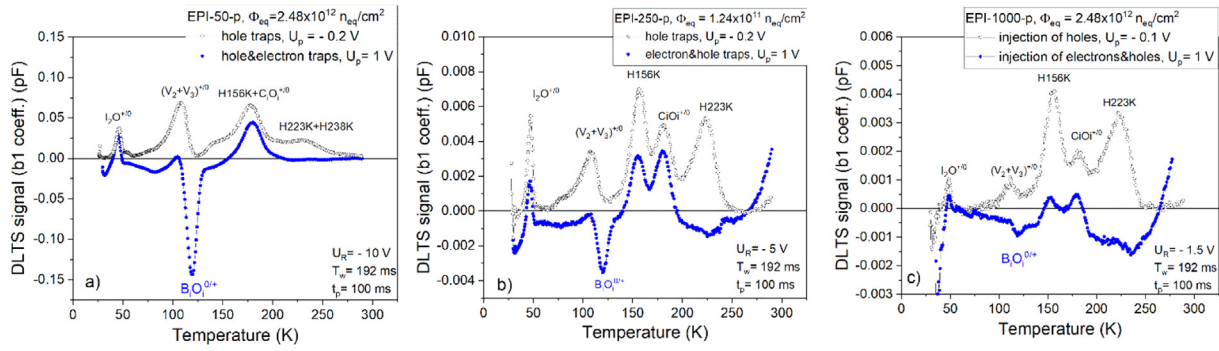 EPI-50-p, Φeq=2.48x10¹² neq/cm²
hole traps, Up = - 0.2 V
hole&electron traps, Up = 1 V
DLTS signal (b1 coeff.) (pF)
0.15
0.10
0.05
0.00
-0.05
-0.10
-0.15
I₂O⁺/⁰
(V₂+V₃)⁺/⁰
H156K+CᵢOᵢ⁺/⁰
H223K+H238K
BᵢOᵢ⁰/⁺
a)
UR= - 10 V
Tw= 192 ms
tp= 100 ms
0 50 100 150 200 250 300 350
Temperature (K)
EPI-250-p, Φeq = 1.24x10¹¹ neq/cm²
hole traps, Up = - 0.2 V
electron&hole traps, Up = 1 V
DLTS signal (b1 coeff.) (pF)
0.010
0.008
0.006
0.004
0.002
0.000
-0.002
-0.004
I₂O⁺/⁰
(V₂+V₃)⁺/⁰
H156K
CiOi⁺/⁰
H223K
BᵢOᵢ⁰/⁺
b)
UR= - 5 V
Tw= 192 ms
tp= 100 ms
0 50 100 150 200 250 300
Temperature (K)
EPI-1000-p, Φeq = 2.48x10¹² neq/cm²
injection of holes, Up = - 0.1 V
injection of electrons&holes, Up = 1 V
DLTS signal (b1 coeff.) (pF)
0.006
0.005
0.004
0.003
0.002
0.001
0.000
-0.001
-0.002
-0.003
I₂O⁺/⁰
(V₂+V₃)⁺/⁰
H156K
CiOi⁺/⁰
H223K
BᵢOᵢ⁰/⁺
c)
UR= - 1.5 V
Tw= 192 ms
tp= 100 ms
0 50 100 150 200 250 300 350
Temperature (K)